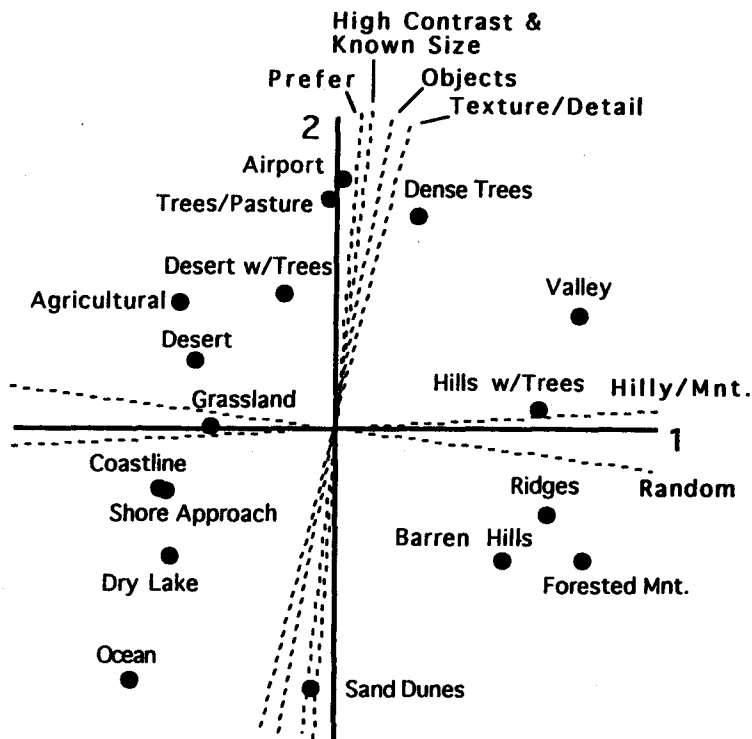 High Contrast &
Known Size
Prefer
Objects
Texture/Detail
2
Airport
Dense Trees
Trees/Pasture
Desert w/Trees
Agricultural
Valley
Desert
Hills w/Trees
Hilly/Mnt.
Grassland
1
Coastline
Random
Ridges
Shore Approach
Barren Hills
Dry Lake
Forested Mnt.
Ocean
Sand Dunes